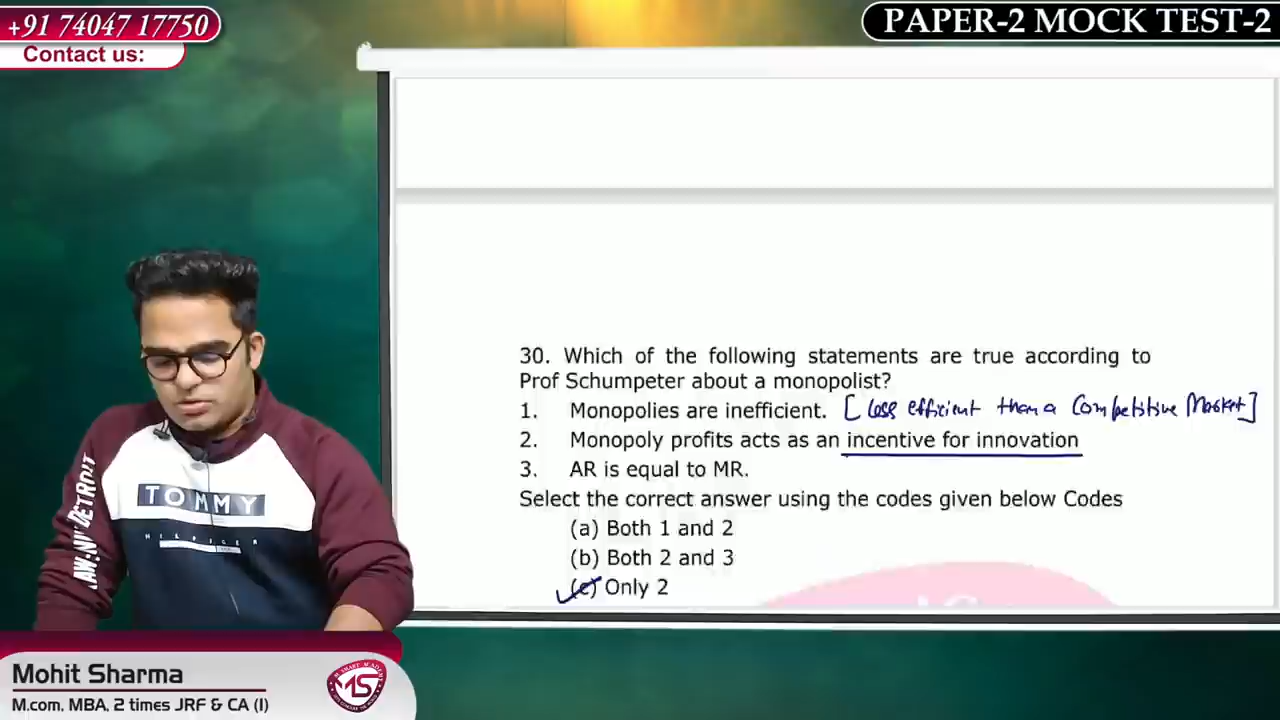 +91 74047 17750
Contact us:
PAPER-2 MOCK TEST-2
30. Which of the following statements are true according to
Prof Schumpeter about a monopolist?
1. Monopolies are inefficient. [Less efficient than a Competitive Market]
2. Monopoly profits acts as an incentive for innovation
3. AR is equal to MR.
Select the correct answer using the codes given below Codes
(a) Both 1 and 2
(b) Both 2 and 3
(c) Only 2
TOMMY
HILFIGER
Mohit Sharma
M.com, MBA, 2 times JRF & CA (I)
MS